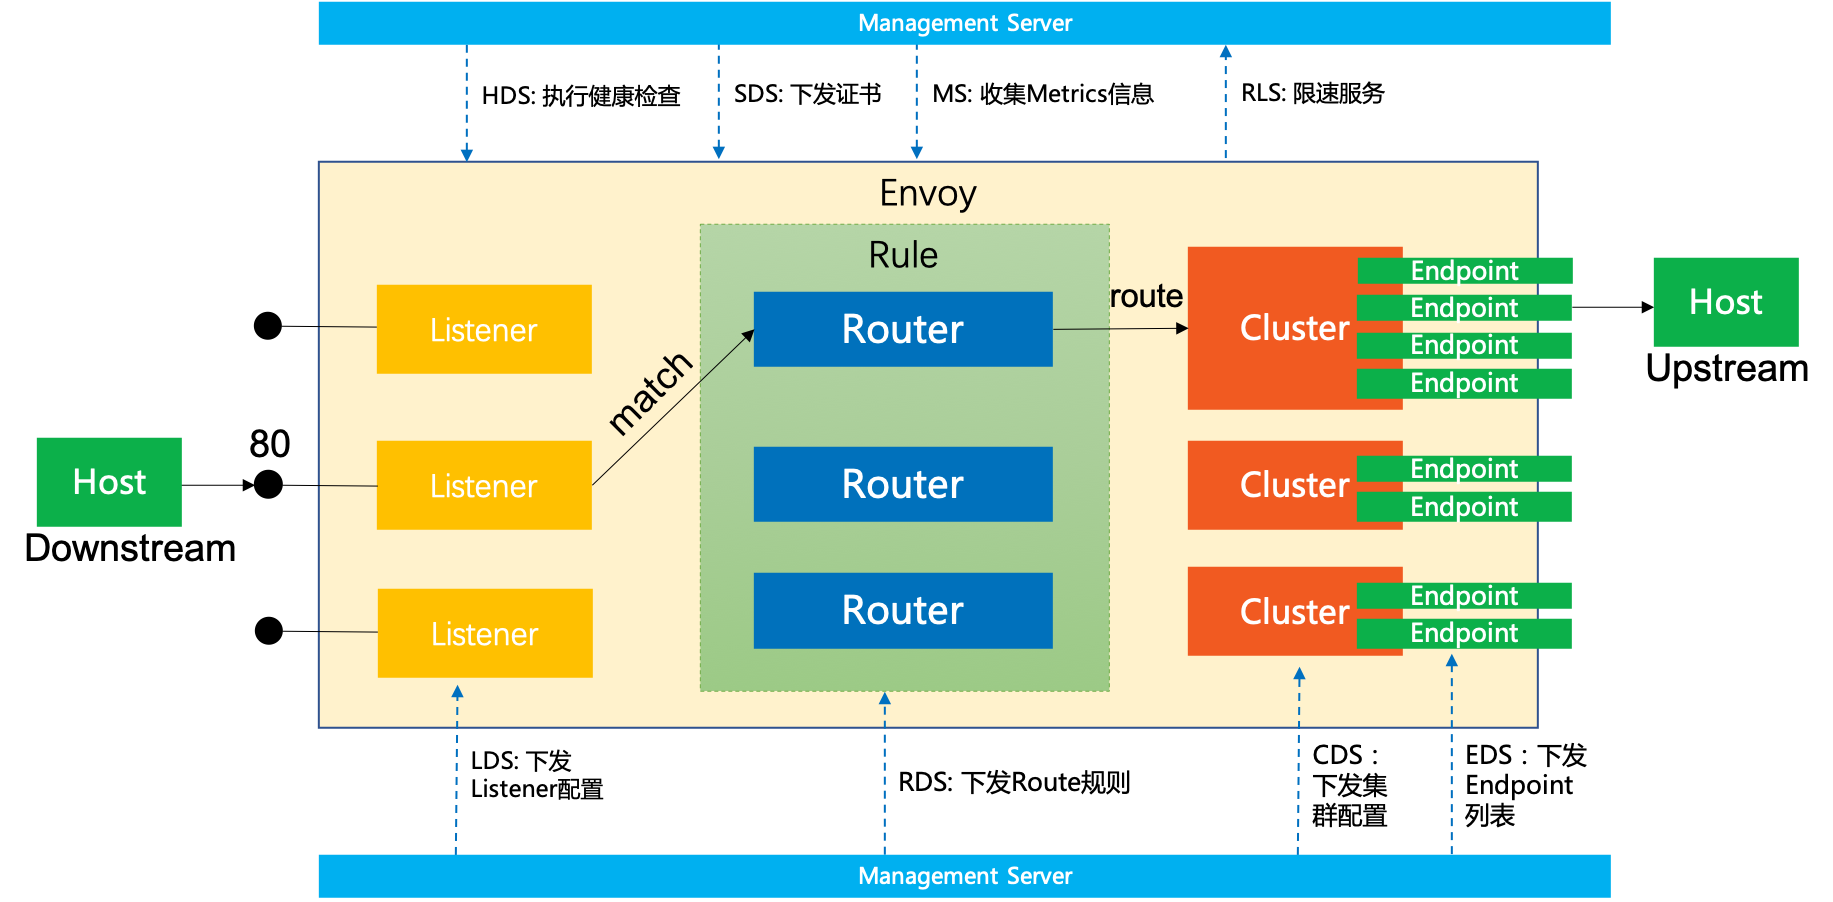 Management Server
HDS: 执行健康检查
SDS: 下发证书
MS: 收集Metrics信息
RLS: 限速服务
Envoy
Rule
Listener
Router
route
Cluster
Endpoint
Endpoint
Endpoint
Endpoint
Host
Upstream
match
80
Host
Downstream
Listener
Router
Cluster
Endpoint
Endpoint
Listener
Router
Cluster
Endpoint
Endpoint
LDS: 下发
Listener配置
RDS: 下发Route规则
CDS：
下发集
群配置
EDS：下发
Endpoint
列表
Management Server